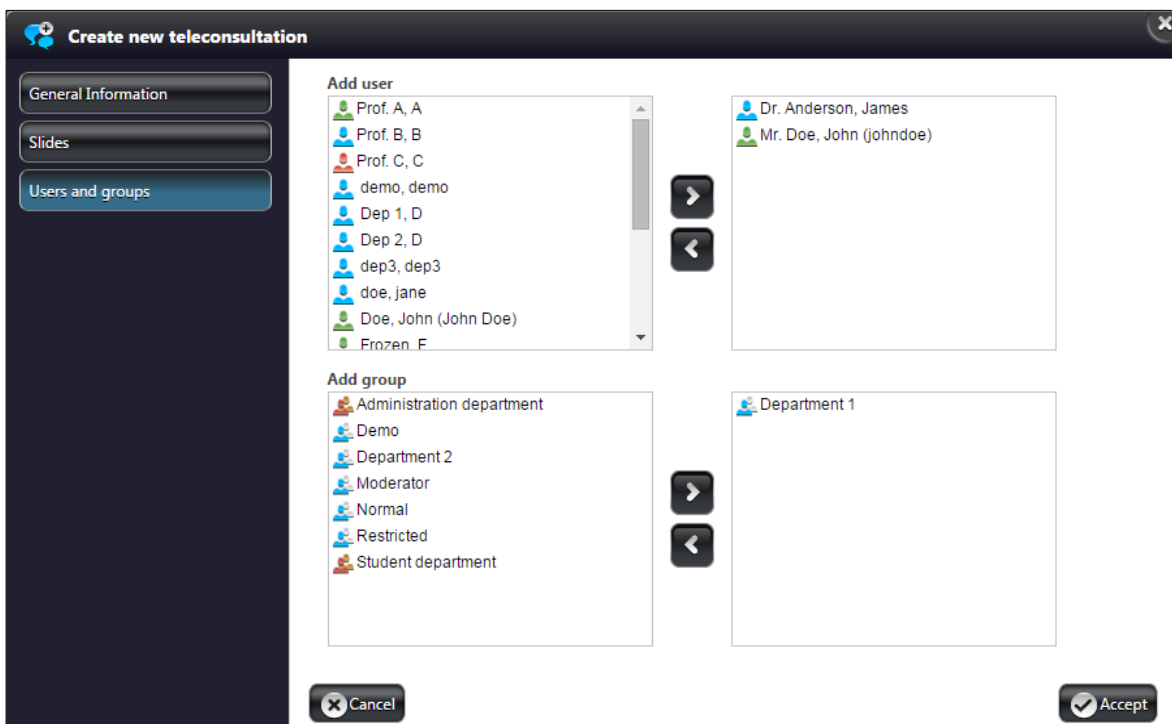 Create new teleconsultation
General Information
Slides
Users and groups
Add user
Prof. A, A
Prof. B, B
Prof. C, C
demo, demo
Dep 1, D
Dep 2, D
dep3, dep3
doe, jane
Doe, John (John Doe)
Frozen, F
Dr. Anderson, James
Mr. Doe, John (johndoe)
Add group
Administration department
Demo
Department 2
Moderator
Normal
Restricted
Student department
Department 1
Cancel
Accept